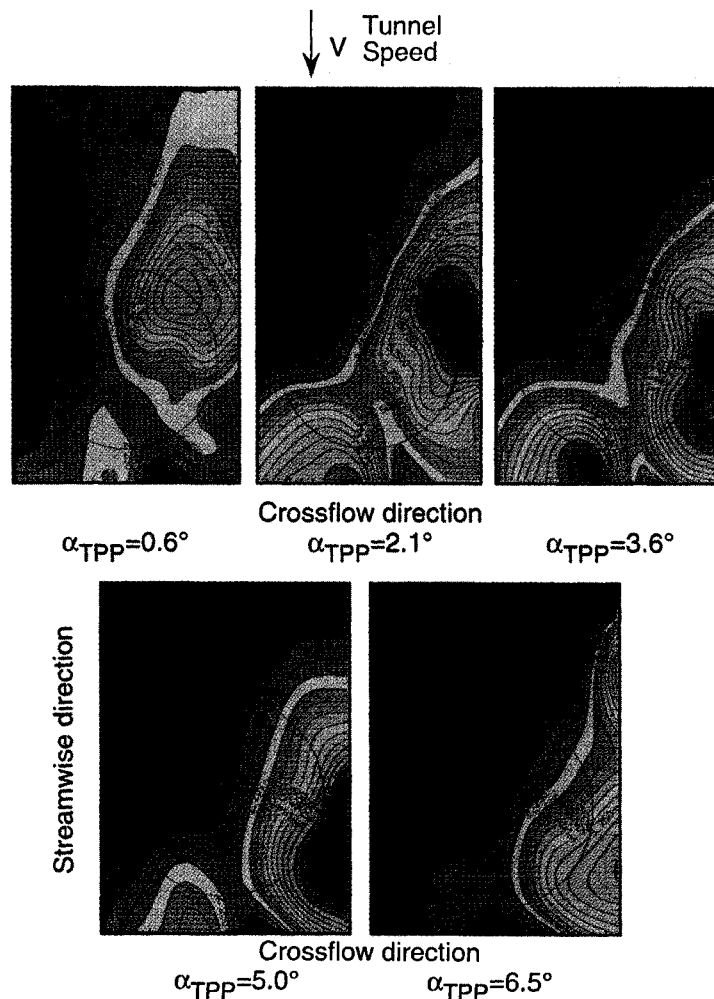 V Tunnel
Speed
Crossflow direction
αTPP=0.6° αTPP=2.1° αTPP=3.6°
Streamwise direction
Crossflow direction
αTPP=5.0° αTPP=6.5°